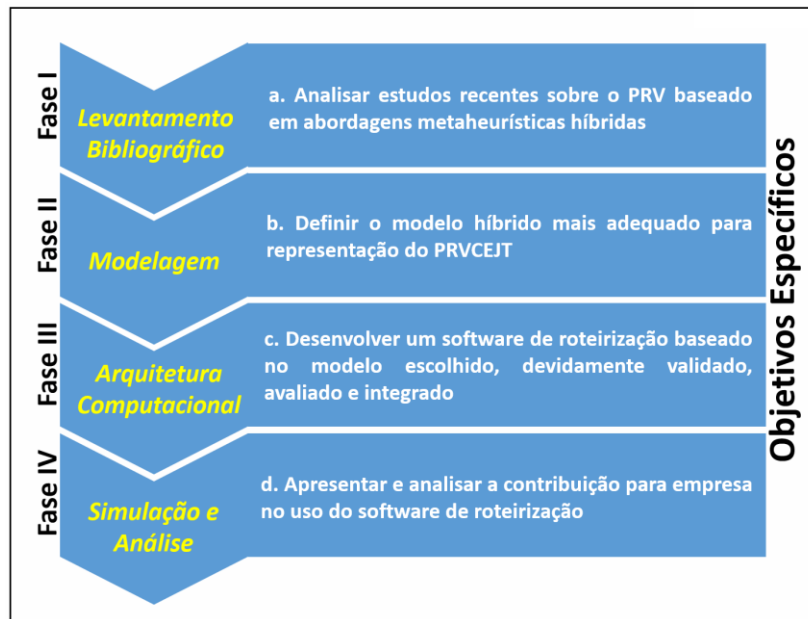 Fase I
Levantamento
Bibliográfico
a. Analisar estudos recentes sobre o PRV baseado
em abordagens metaheurísticas híbridas
Fase II
Modelagem
b. Definir o modelo híbrido mais adequado para
representação do PRVCEJT
Fase III
Arquitetura
Computacional
c. Desenvolver um software de roteirização baseado
no modelo escolhido, devidamente validado,
avaliado e integrado
Fase IV
Simulação e
Análise
d. Apresentar e analisar a contribuição para empresa
no uso do software de roteirização
Objetivos Específicos